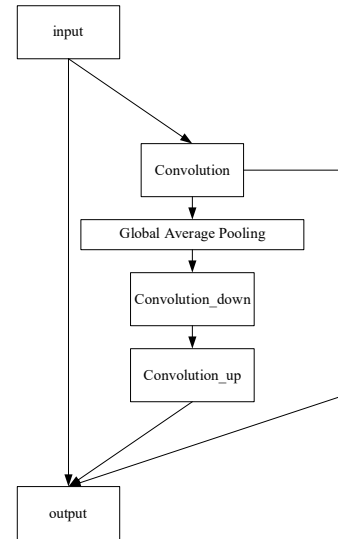 input
Convolution
Global Average Pooling
Convolution_down
Convolution_up
output